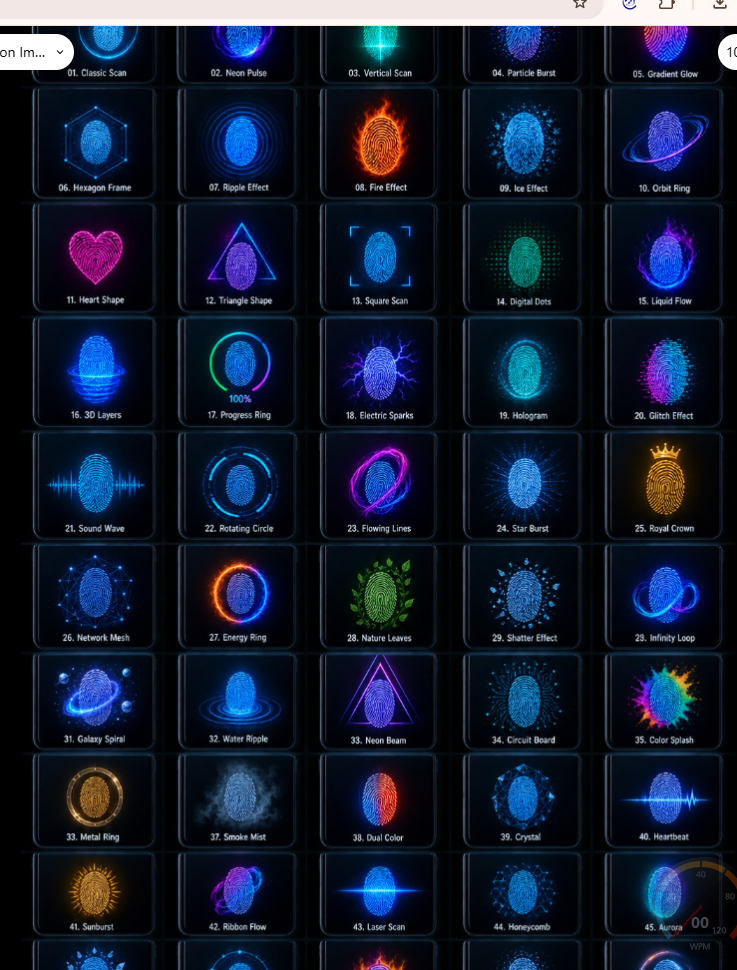 on Im...
10
01. Classic Scan
02. Neon Pulse
03. Vertical Scan
04. Particle Burst
05. Gradient Glow
06. Hexagon Frame
07. Ripple Effect
08. Fire Effect
09. Ice Effect
10. Orbit Ring
11. Heart Shape
12. Triangle Shape
13. Square Scan
14. Digital Dots
15. Liquid Flow
16. 3D Layers
100%
17. Progress Ring
18. Electric Sparks
19. Hologram
20. Glitch Effect
21. Sound Wave
22. Rotating Circle
23. Flowing Lines
24. Star Burst
25. Royal Crown
26. Network Mesh
27. Energy Ring
28. Nature Leaves
29. Shatter Effect
29. Infinity Loop
31. Galaxy Spiral
32. Water Ripple
33. Neon Beam
34. Circuit Board
35. Color Splash
33. Metal Ring
37. Smoke Mist
38. Dual Color
39. Crystal
40. Heartbeat
41. Sunburst
42. Ribbon Flow
43. Laser Scan
44. Honeycomb
45. Aurora
40
80
00
120
WPM